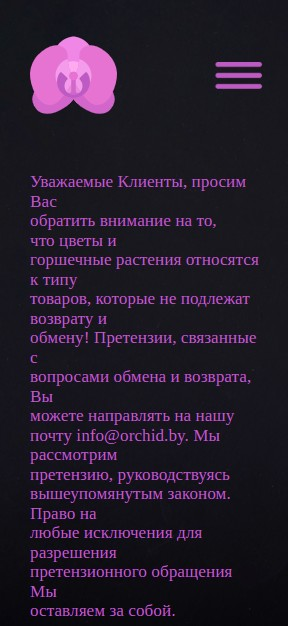 Уважаемые Клиенты, просим
Вас
обратить внимание на то,
что цветы и
горшечные растения относятся
к типу
товаров, которые не подлежат
возврату и
обмену! Претензии, связанные
с
вопросами обмена и возврата,
Вы
можете направлять на нашу
почту info@orchid.by. Мы
рассмотрим
претензию, руководствуясь
вышеупомянутым законом.
Право на
любые исключения для
разрешения
претензионного обращения
Мы
оставляем за собой.